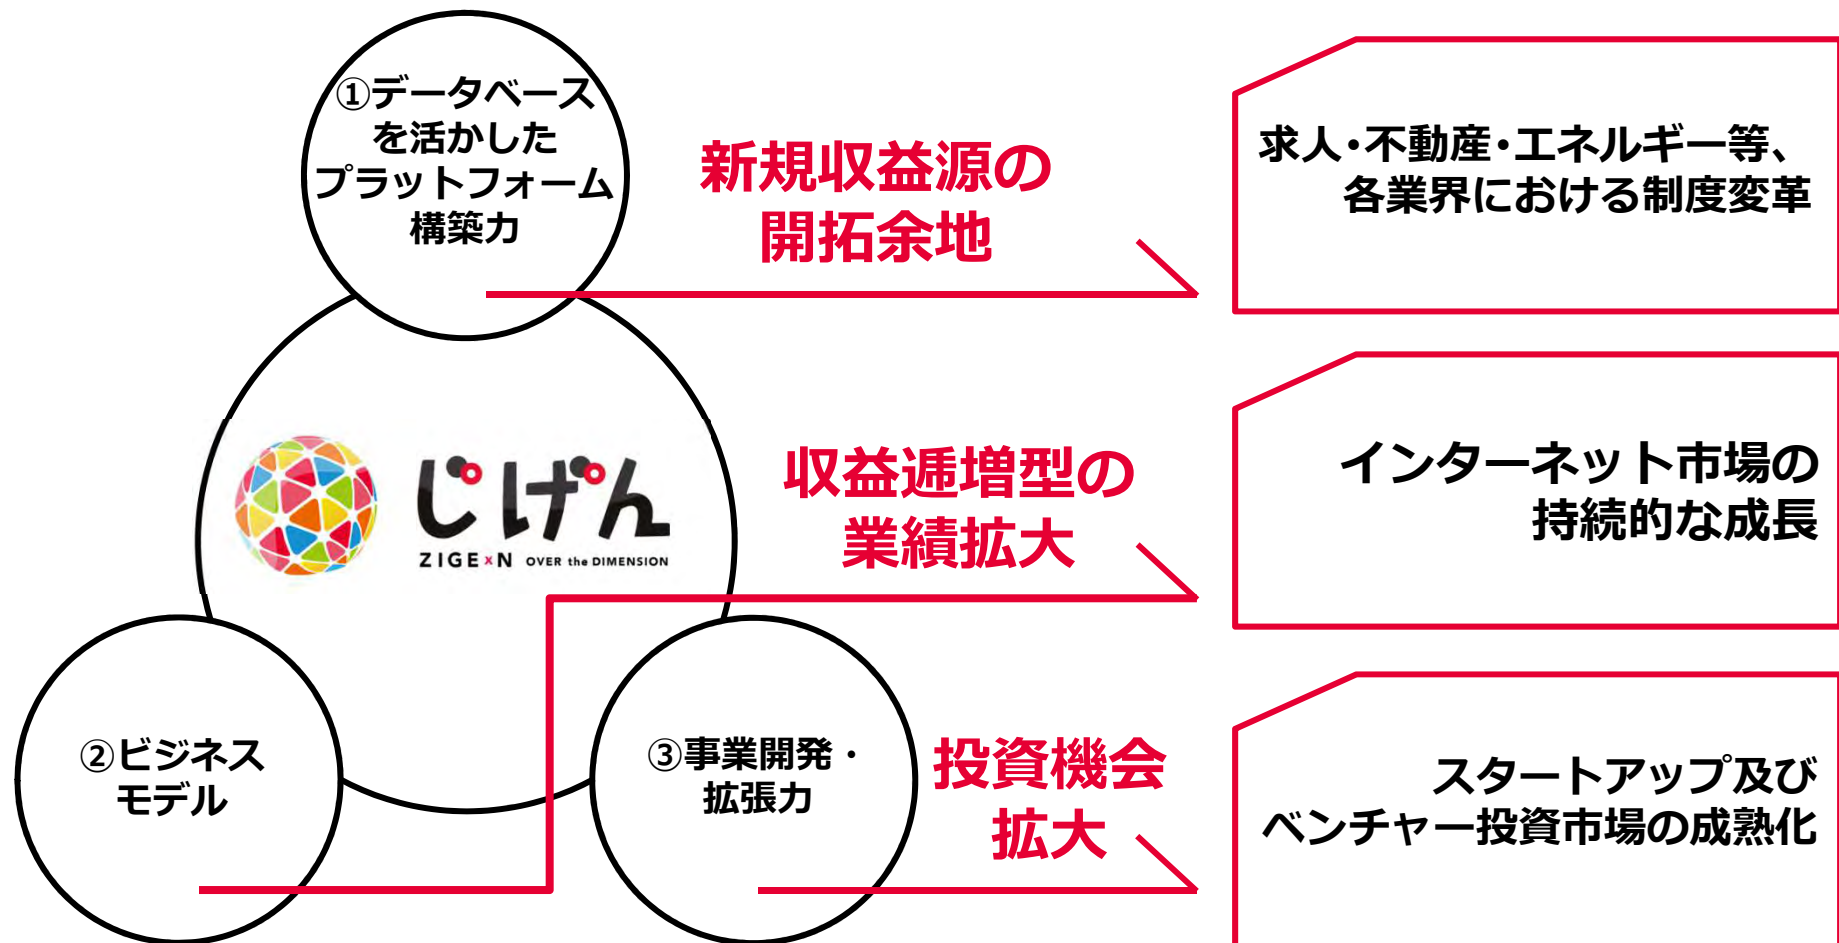 ①データベース
を活かした
プラットフォーム
構築力
新規収益源の
開拓余地
求人・不動産・エネルギー等、
各業界における制度変革
じげん
ZIGExN OVER the DIMENSION
収益逓増型の
業績拡大
インターネット市場の
持続的な成長
②ビジネス
モデル
③事業開発・
拡張力
投資機会
拡大
スタートアップ及び
ベンチャー投資市場の成熟化